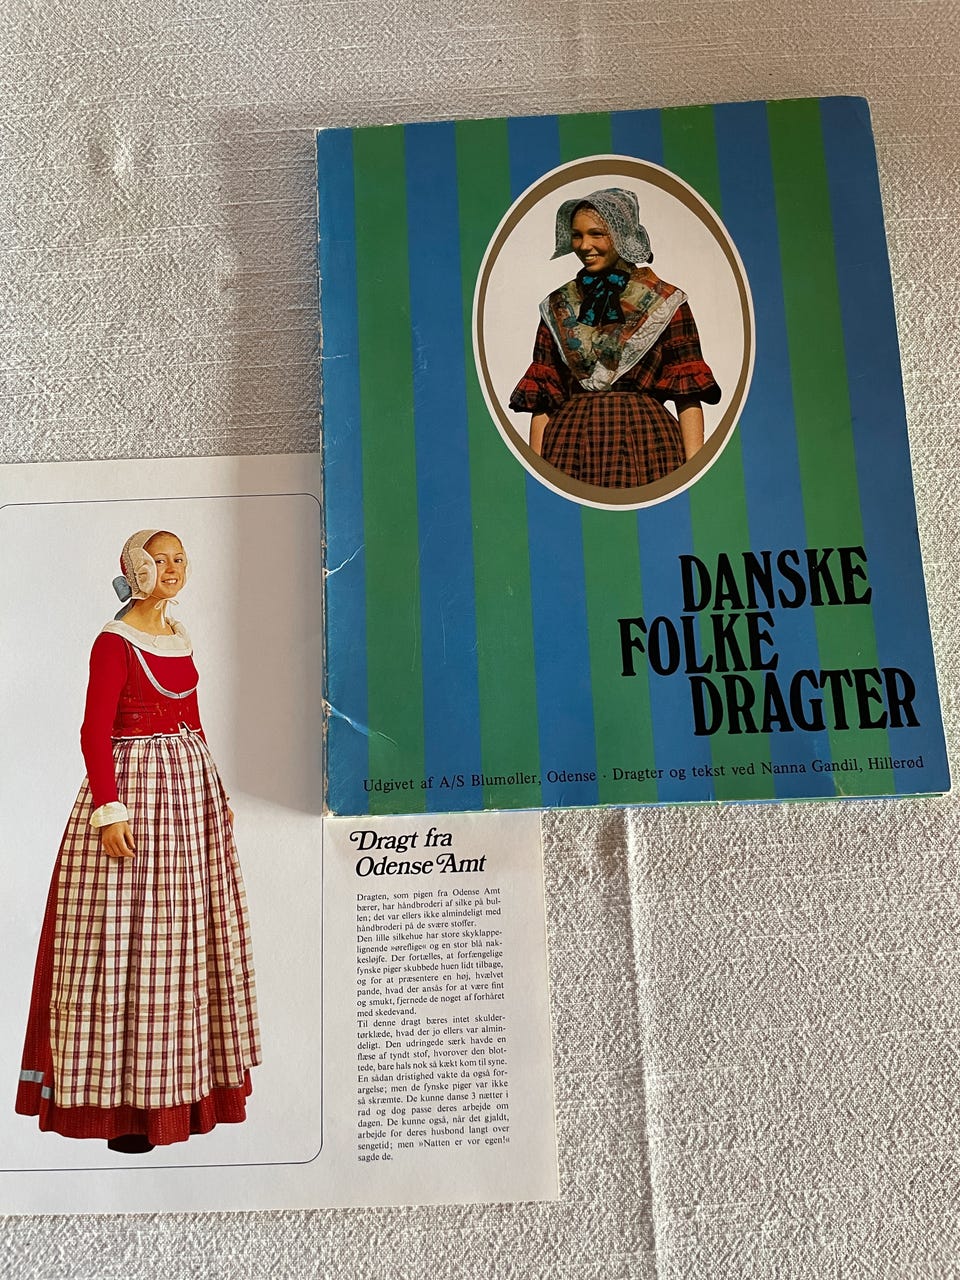 DANSKE
FOLKE
DRAGTER
Udgivet af A/S Blumøller, Odense · Dragter og tekst ved Nanna Gandil, Hillerød
Dragt fra
Odense Amt
Dragten, som pigen fra Odense Amt
bærer, har håndbroderi af silke på bul-
len; det var ellers ikke almindeligt med
håndbroderi på de svære stoffer.
Den lille silkehue har store skyklappe-
lignende »øreflige« og en stor blå nak-
kesløjfe. Der fortælles, at forfængelige
fynske piger skubbede huen lidt tilbage,
og for at præsentere en høj, hvælvet
pande, hvad der ansås for at være fint
og smukt, fjernede de noget af forhåret
med skedevand.
Til denne dragt bæres intet skulder-
tørklæde, hvad der jo ellers var almin-
deligt. Den udringede særk havde en
flæse af tyndt stof, hvorover den blot-
tede, bare hals nok så kækt kom til syne.
En sådan dristighed vakte da også for-
argelse; men de fynske piger var ikke
så skræmte. De kunne danse 3 nætter i
rad og dog passe deres arbejde om
dagen. De kunne også, når det gjaldt,
arbejde for deres husbond langt over
sengetid; men »Natten er vor egen!«
sagde de.